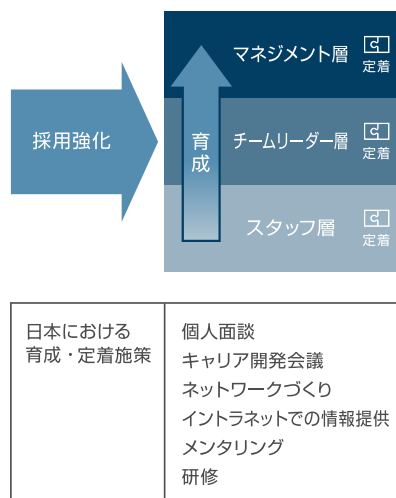 マネジメント層
定着
採用強化
育成
チームリーダー層
定着
スタッフ層
定着
日本における
育成・定着施策
個人面談
キャリア開発会議
ネットワークづくり
イントラネットでの情報提供
メンタリング
研修